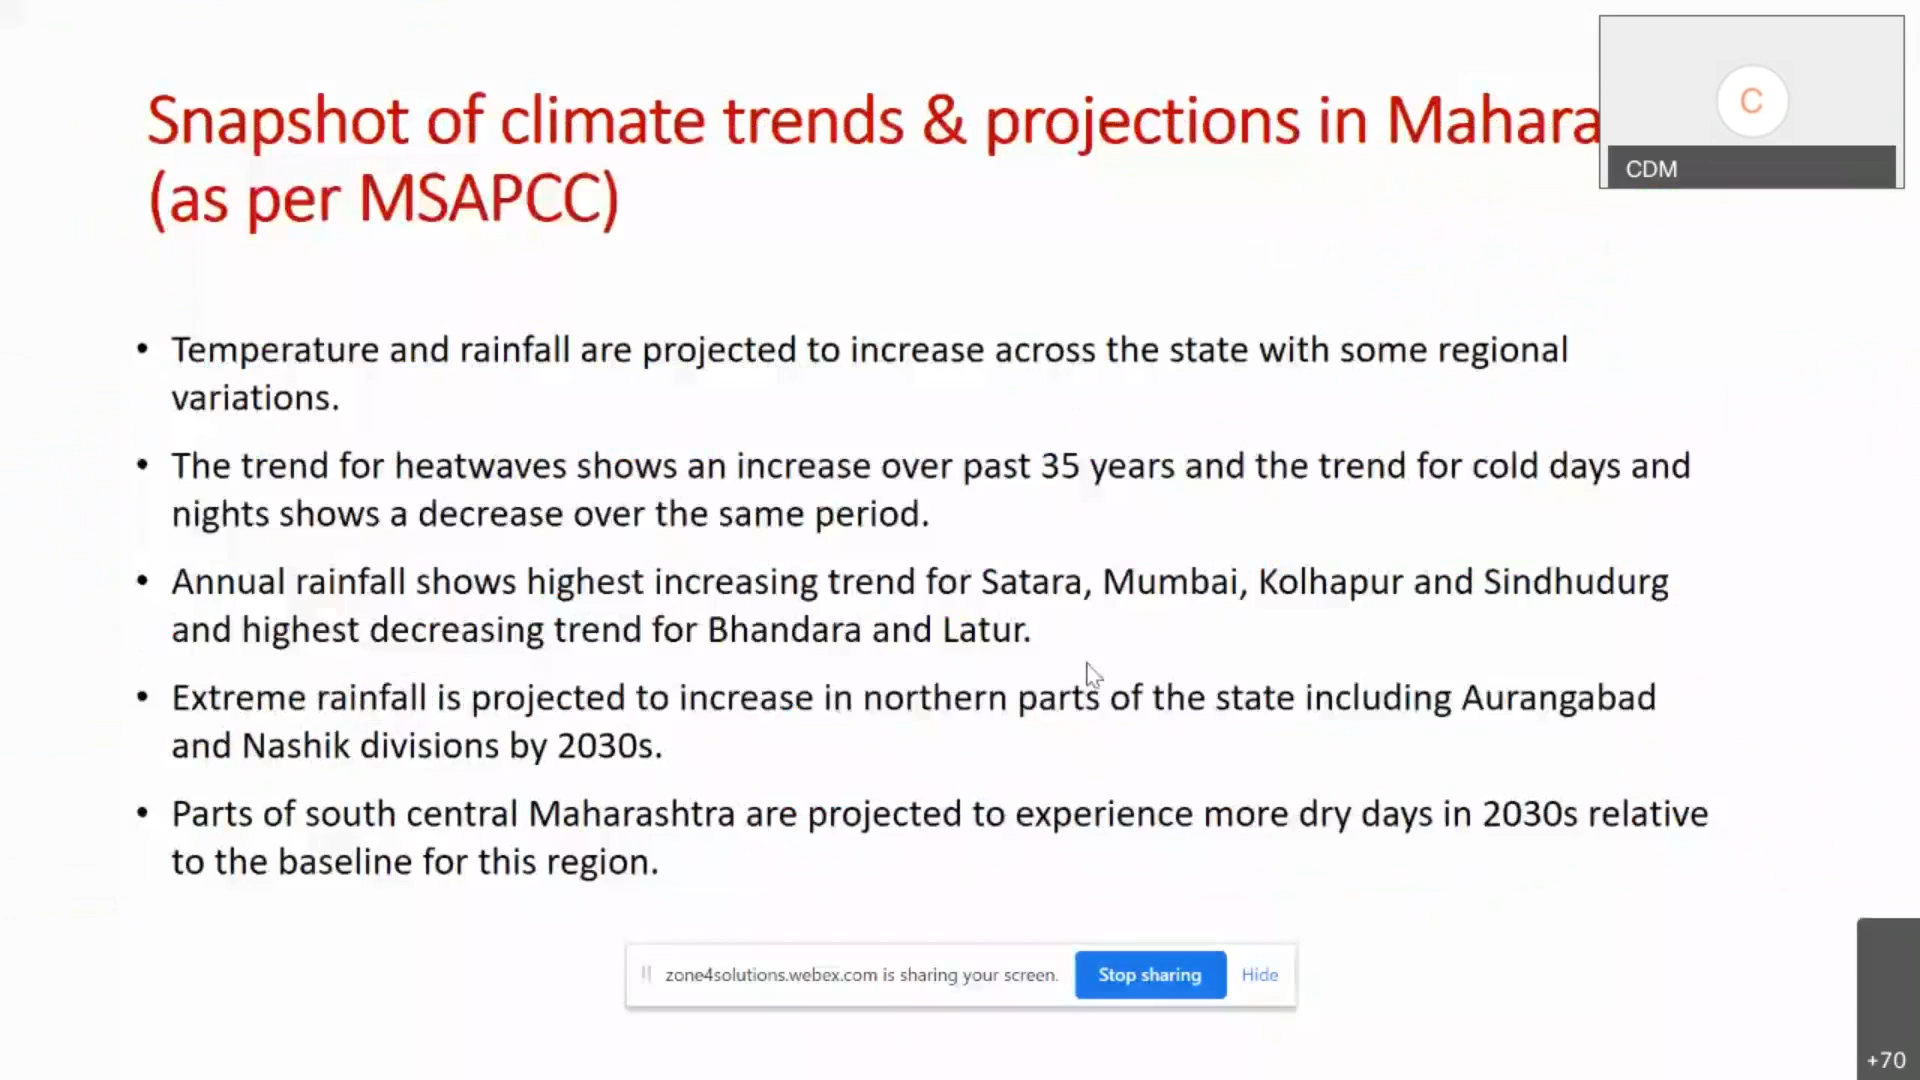 Snapshot of climate trends & projections in Mahara
(as per MSAPCC)
C
CDM
• Temperature and rainfall are projected to increase across the state with some regional
variations.
• The trend for heatwaves shows an increase over past 35 years and the trend for cold days and
nights shows a decrease over the same period.
• Annual rainfall shows highest increasing trend for Satara, Mumbai, Kolhapur and Sindhudurg
and highest decreasing trend for Bhandara and Latur.
• Extreme rainfall is projected to increase in northern parts of the state including Aurangabad
and Nashik divisions by 2030s.
• Parts of south central Maharashtra are projected to experience more dry days in 2030s relative
to the baseline for this region.
zone4solutions.webex.com is sharing your screen. Stop sharing Hide
+70